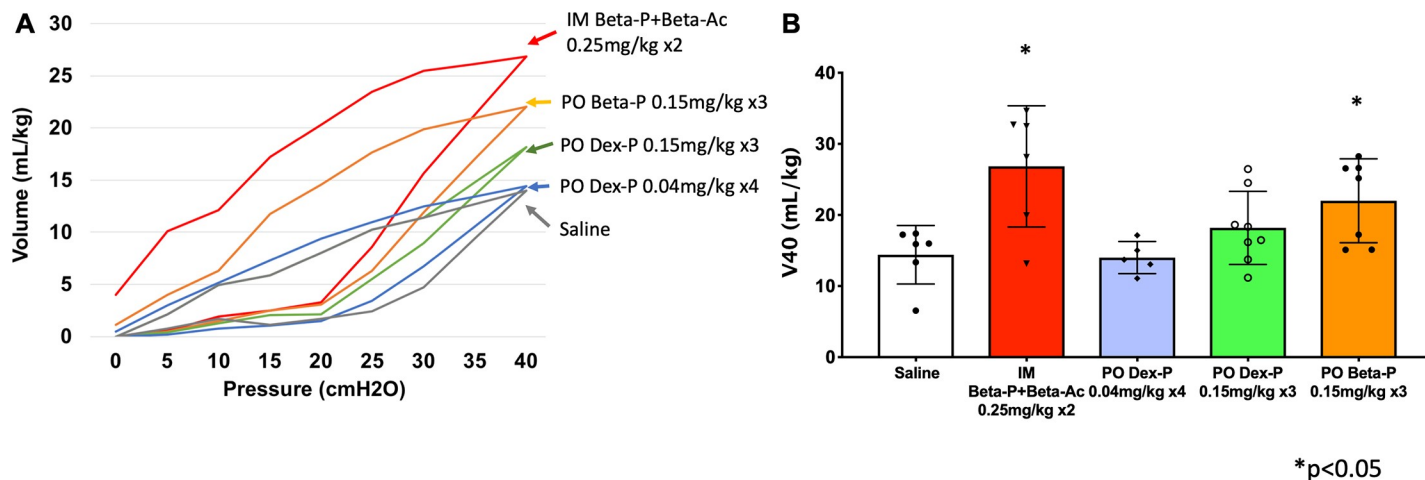 A
30
25
20
15
10
5
0
Volume (mL/kg)
0 5 10 15 20 25 30 35 40
Pressure (cmH2O)
IM Beta-P+Beta-Ac
0.25mg/kg x2
PO Beta-P 0.15mg/kg x3
PO Dex-P 0.15mg/kg x3
PO Dex-P 0.04mg/kg x4
Saline
B
40
30
20
10
0
V40 (mL/kg)
*
*
Saline
IM
Beta-P+Beta-Ac
0.25mg/kg x2
PO Dex-P
0.04mg/kg x4
PO Dex-P
0.15mg/kg x3
PO Beta-P
0.15mg/kg x3
*p<0.05